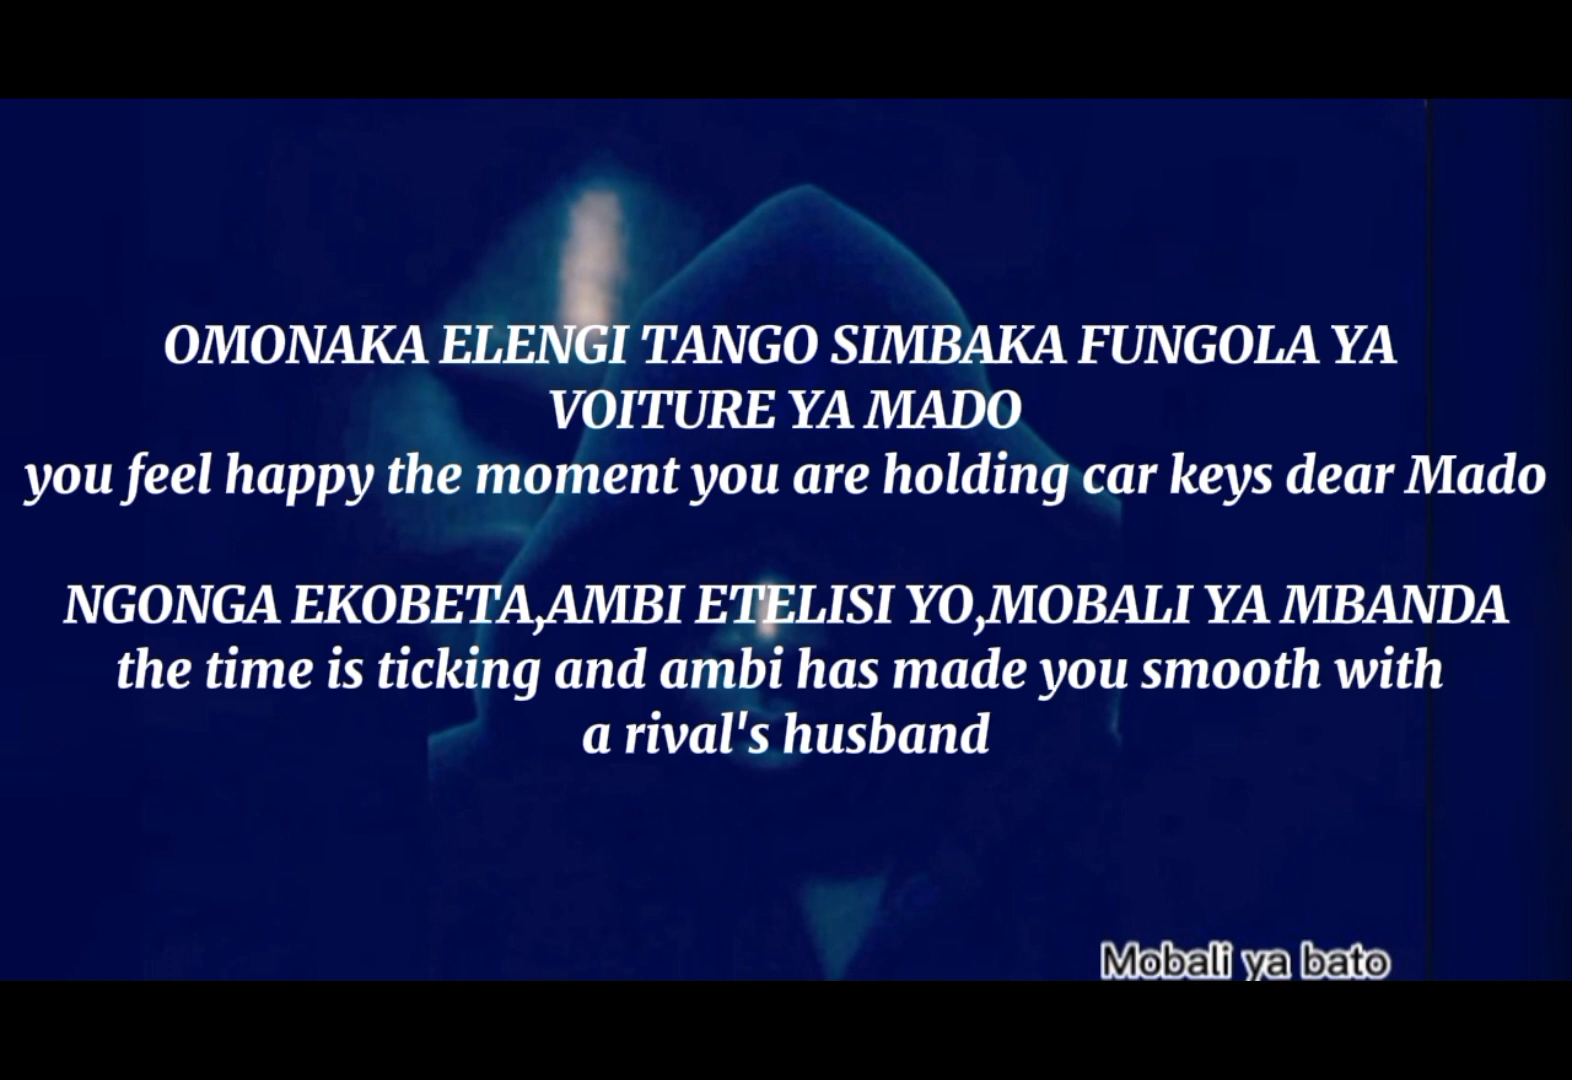 OMONAKA ELENGI TANGO SIMBAKA FUNGOLA YA
VOITURE YA MADO
you feel happy the moment you are holding car keys dear Mado
NGONGA EKOBETA,AMBI ETELISI YO,MOBALI YA MBANDA
the time is ticking and ambi has made you smooth with
a rival's husband
Mobali ya bato